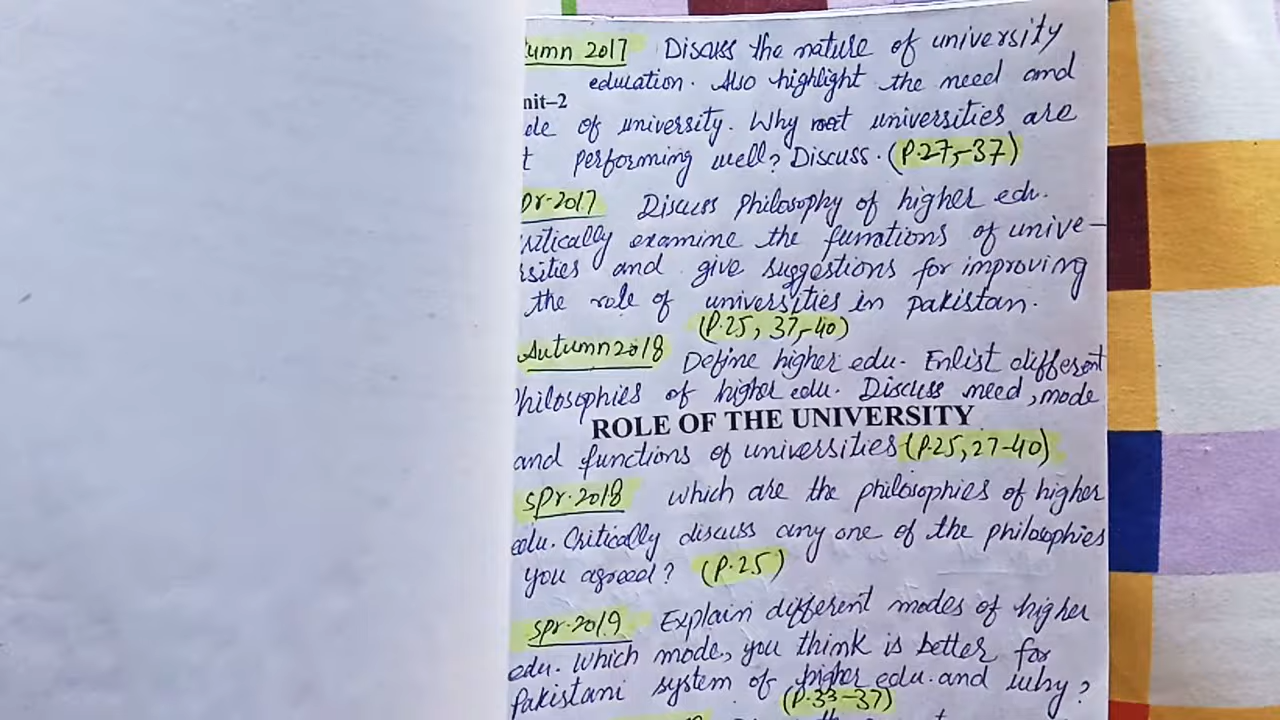 umn 2017 Discuss the nature of university
education. Also highlight the need and
nit–2
ole of university. Why not universities are
t performing well? Discuss. (P.27,-37)
pr-2017 Discuss Philosophy of higher edu.
ritically examine the functions of unive-
rsities and give suggestions for improving
the role of universities in pakistan.
(P.25, 37,-40)
Autumn 2018 Define higher edu. Enlist different
Philosophies of higher edu. Discuss need, mode
ROLE OF THE UNIVERSITY
and functions of universities (P.25, 27-40)
Spr.2018 which are the philosophies of higher
edu. Critically discuss any one of the philosophies
you agreed? (P.25)
Spr.2019 Explain different modes of higher
edu. Which mode, you think is better for
Pakistani system of higher edu. and why?
(P.33-37)